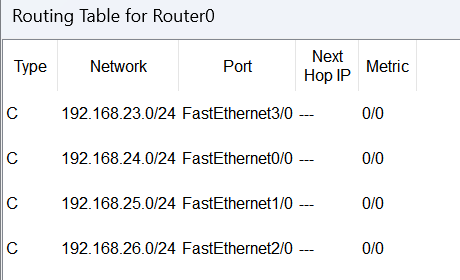 Routing Table for Router0
Type Network Port Next Hop IP Metric
C 192.168.23.0/24 FastEthernet3/0 --- 0/0
C 192.168.24.0/24 FastEthernet0/0 --- 0/0
C 192.168.25.0/24 FastEthernet1/0 --- 0/0
C 192.168.26.0/24 FastEthernet2/0 --- 0/0